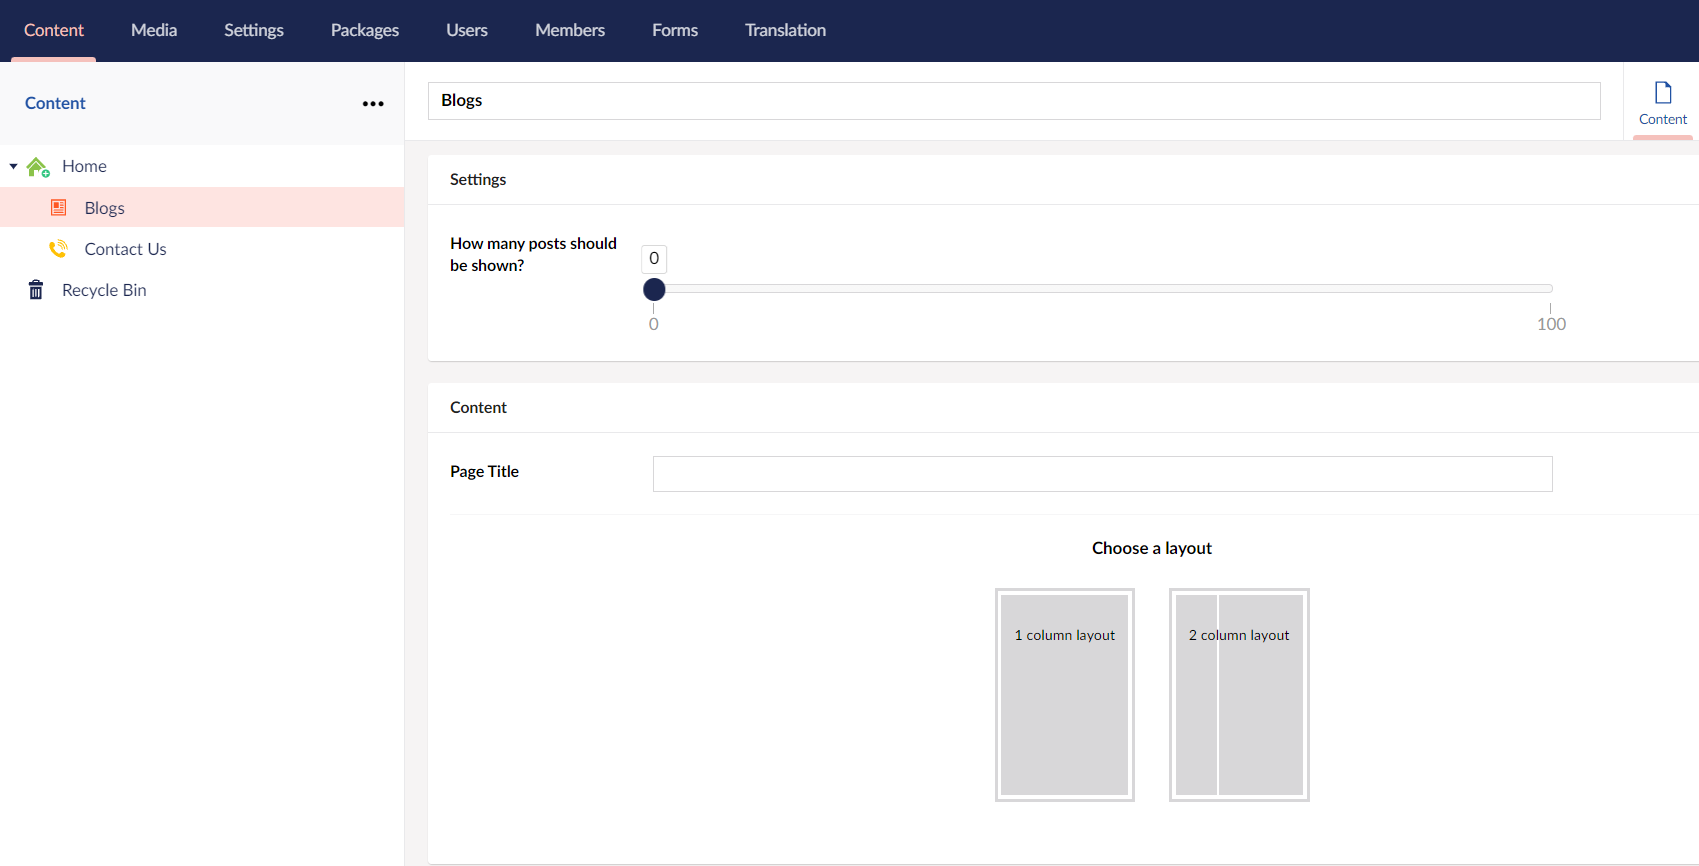 Content Media Settings Packages Users Members Forms Translation
Content
Home
Blogs
Contact Us
Recycle Bin
Blogs
Content
Settings
How many posts should
be shown?
0
0 100
Content
Page Title
Choose a layout
1 column layout 2 column layout